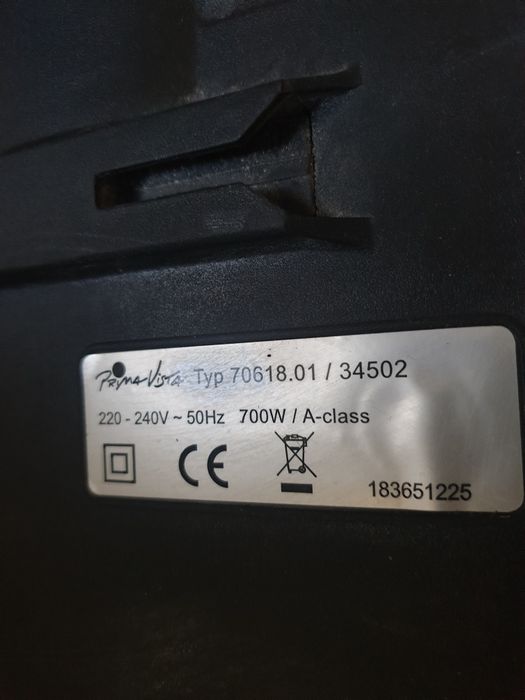 PRIMA VISTA Typ 70618.01 / 34502
220 - 240V ~ 50Hz 700W / A-class
CE
183651225